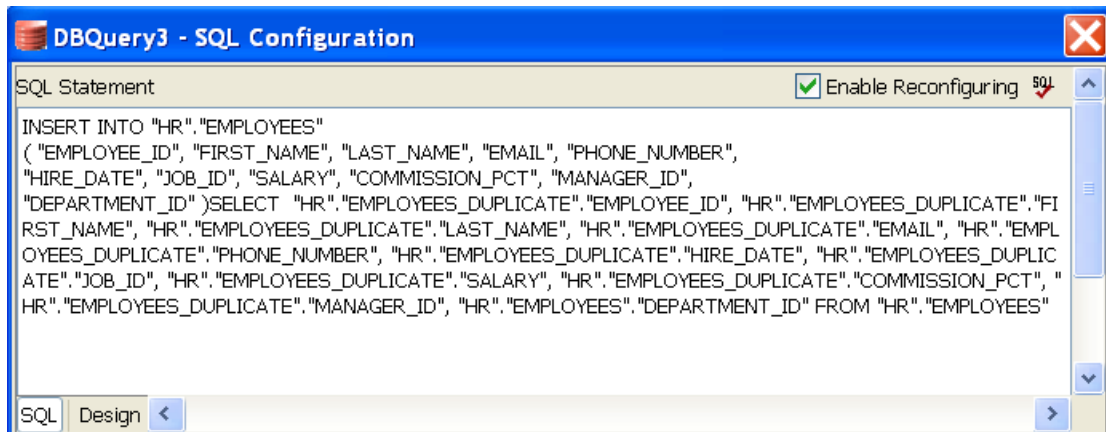 DBQuery3 - SQL Configuration
SQL Statement
Enable Reconfiguring SQL
INSERT INTO "HR"."EMPLOYEES"
( "EMPLOYEE_ID", "FIRST_NAME", "LAST_NAME", "EMAIL", "PHONE_NUMBER",
"HIRE_DATE", "JOB_ID", "SALARY", "COMMISSION_PCT", "MANAGER_ID",
"DEPARTMENT_ID" )SELECT  "HR"."EMPLOYEES_DUPLICATE"."EMPLOYEE_ID", "HR"."EMPLOYEES_DUPLICATE"."FI
RST_NAME", "HR"."EMPLOYEES_DUPLICATE"."LAST_NAME", "HR"."EMPLOYEES_DUPLICATE"."EMAIL", "HR"."EMPL
OYEES_DUPLICATE"."PHONE_NUMBER", "HR"."EMPLOYEES_DUPLICATE"."HIRE_DATE", "HR"."EMPLOYEES_DUPLIC
ATE"."JOB_ID", "HR"."EMPLOYEES_DUPLICATE"."SALARY", "HR"."EMPLOYEES_DUPLICATE"."COMMISSION_PCT", "
HR"."EMPLOYEES_DUPLICATE"."MANAGER_ID", "HR"."EMPLOYEES"."DEPARTMENT_ID" FROM "HR"."EMPLOYEES"
SQL Design